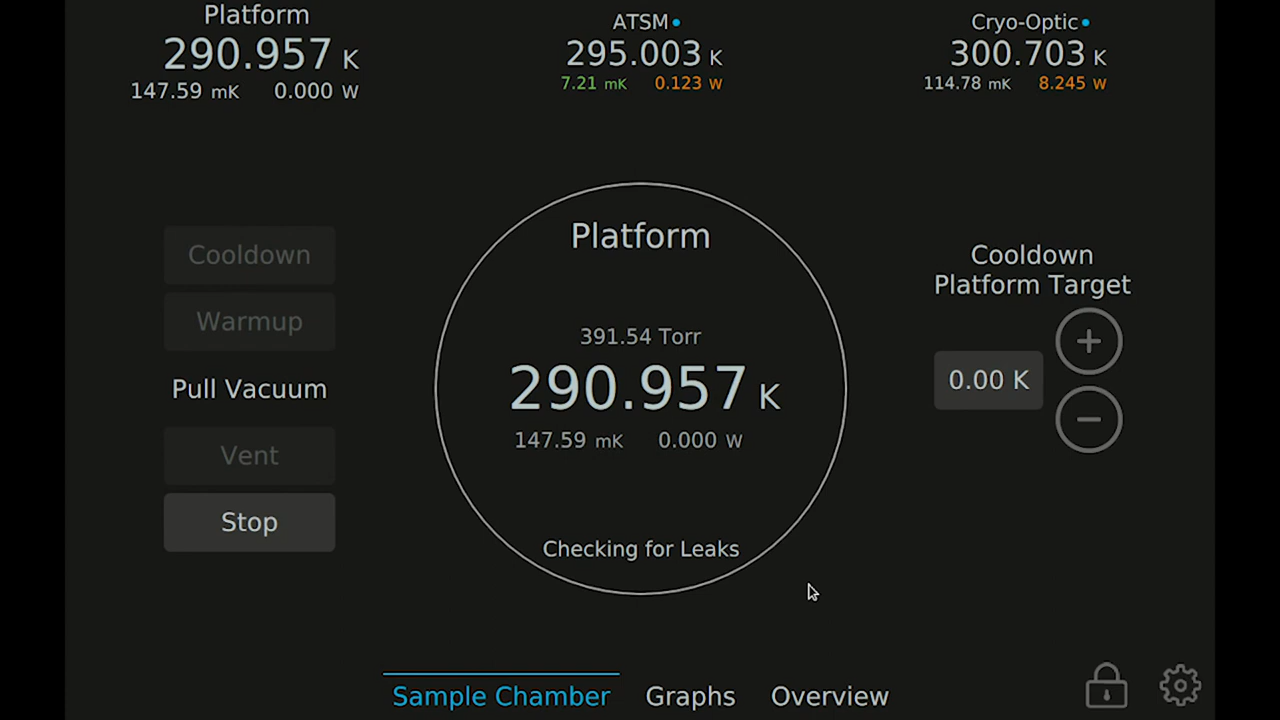 Platform
290.957 K
147.59 mK 0.000 W
ATSM
295.003 K
7.21 mK 0.123 W
Cryo-Optic
300.703 K
114.78 mK 8.245 W
Cooldown
Warmup
Pull Vacuum
Vent
Stop
Platform
391.54 Torr
290.957 K
147.59 mK 0.000 W
Checking for Leaks
Cooldown
Platform Target
0.00 K
+
−
Sample Chamber Graphs Overview